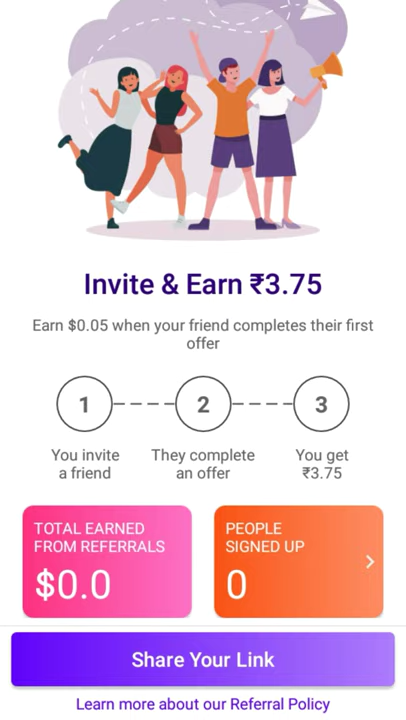 Invite & Earn ₹3.75
Earn $0.05 when your friend completes their first
offer
1
2
3
You invite
a friend
They complete
an offer
You get
₹3.75
TOTAL EARNED
FROM REFERRALS
$0.0
PEOPLE
SIGNED UP
0
Share Your Link
Learn more about our Referral Policy